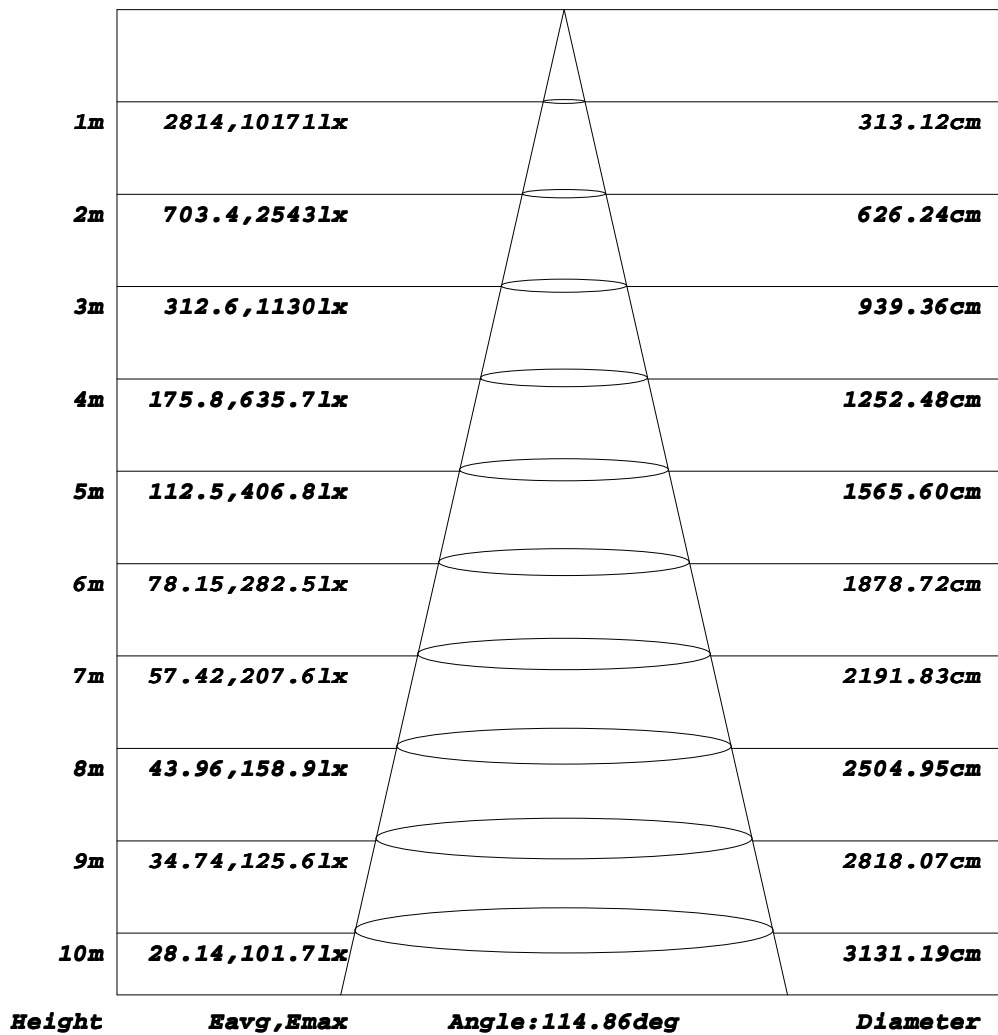 1m 2814,10171lx 313.12cm
2m 703.4,2543lx 626.24cm
3m 312.6,1130lx 939.36cm
4m 175.8,635.7lx 1252.48cm
5m 112.5,406.8lx 1565.60cm
6m 78.15,282.5lx 1878.72cm
7m 57.42,207.6lx 2191.83cm
8m 43.96,158.9lx 2504.95cm
9m 34.74,125.6lx 2818.07cm
10m 28.14,101.7lx 3131.19cm
Height Eavg,Emax Angle:114.86deg Diameter